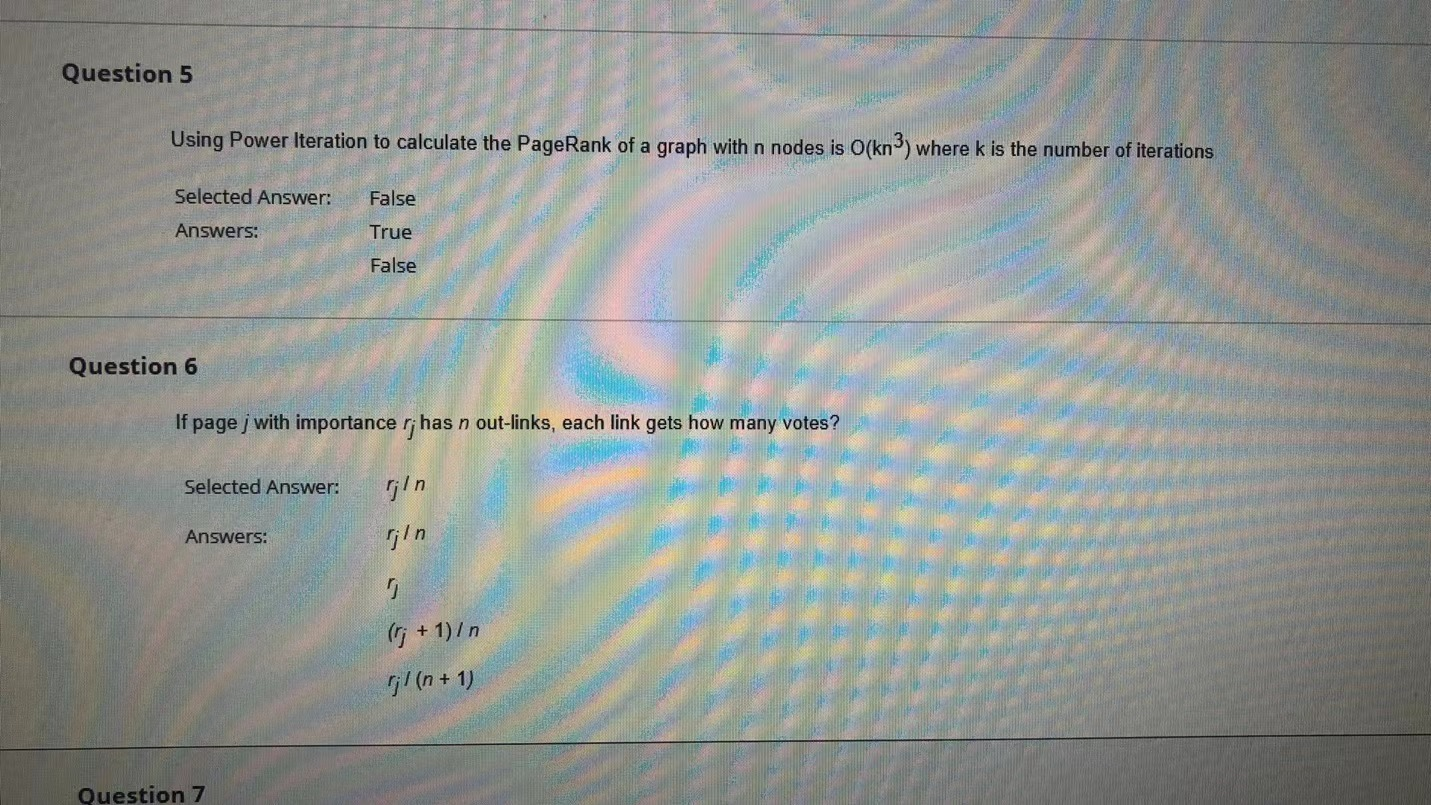 Question 5
Using Power Iteration to calculate the PageRank of a graph with n nodes is O(kn³) where k is the number of iterations
Selected Answer: False
Answers: True
False
Question 6
If page j with importance rⱼ has n out-links, each link gets how many votes?
Selected Answer: rⱼ / n
Answers: rⱼ / n
rⱼ
(rⱼ + 1) / n
rⱼ / (n + 1)
Question 7